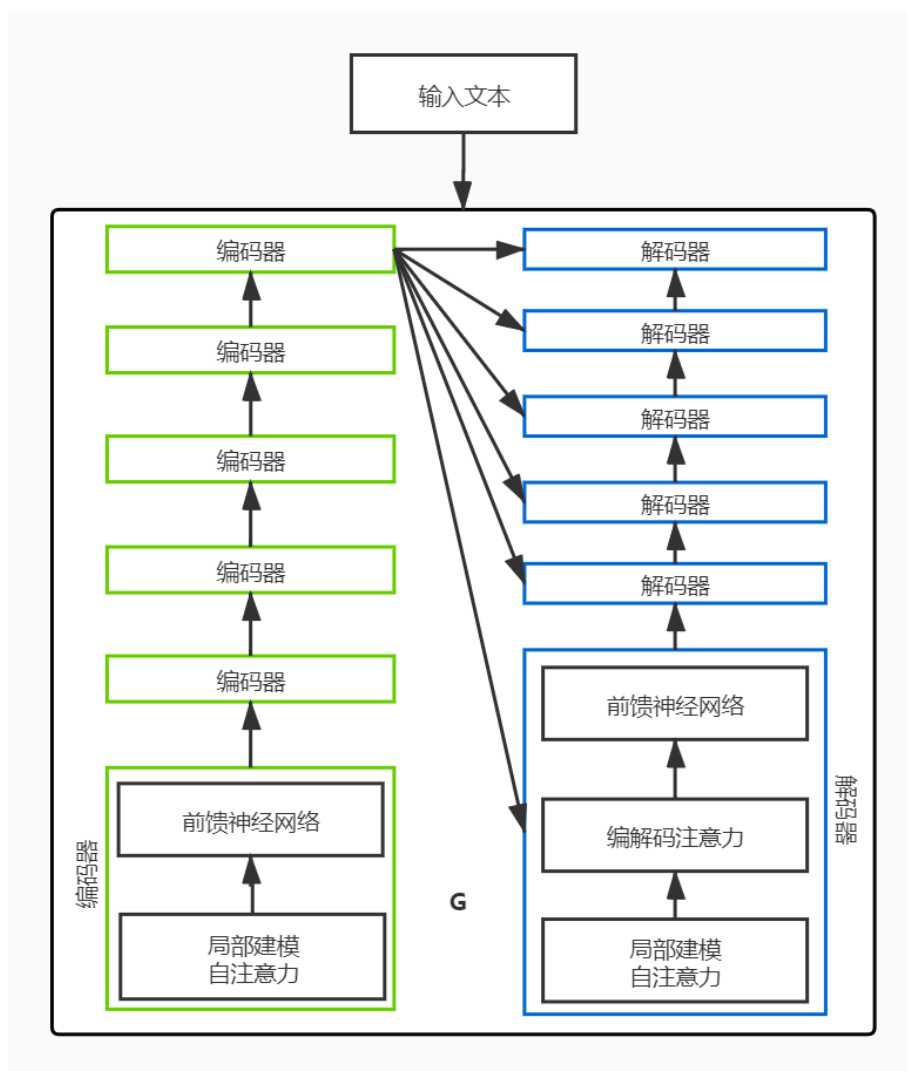 输入文本
编码器
编码器
编码器
编码器
编码器
前馈神经网络
局部建模
自注意力
编码器
G
解码器
解码器
解码器
解码器
解码器
前馈神经网络
编解码注意力
局部建模
自注意力
解码器